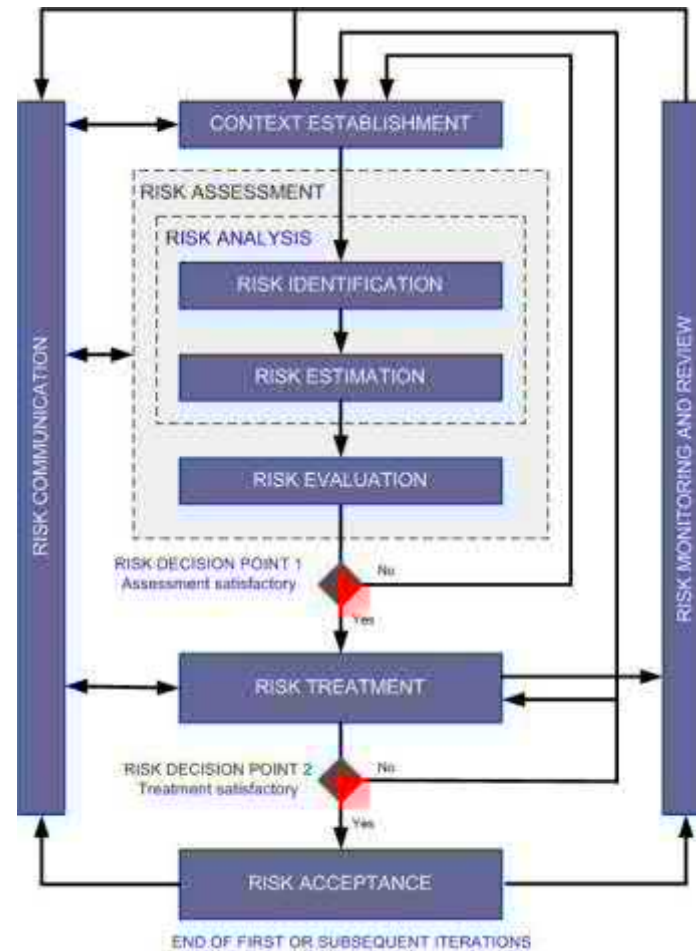 CONTEXT ESTABLISHMENT
RISK ASSESSMENT
RISK ANALYSIS
RISK IDENTIFICATION
RISK ESTIMATION
RISK EVALUATION
RISK COMMUNICATION
RISK MONITORING AND REVIEW
RISK DECISION POINT 1
Assessment satisfactory
No
Yes
RISK TREATMENT
RISK DECISION POINT 2
Treatment satisfactory
No
Yes
RISK ACCEPTANCE
END OF FIRST OR SUBSEQUENT ITERATIONS